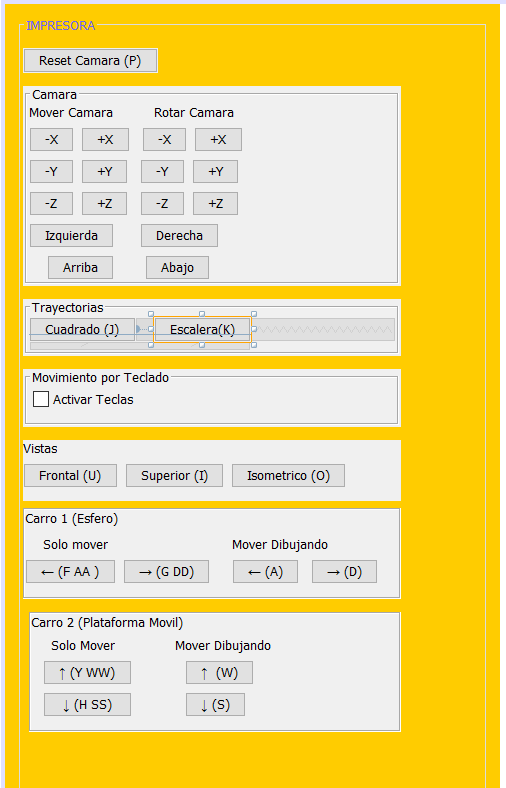 IMPRESORA
Reset Camara (P)
Camara
Mover Camara Rotar Camara
-X +X -X +X
-Y +Y -Y +Y
-Z +Z -Z +Z
Izquierda Derecha
Arriba Abajo
Trayectorias
Cuadrado (J) Escalera(K)
Movimiento por Teclado
Activar Teclas
Vistas
Frontal (U) Superior (I) Isometrico (O)
Carro 1 (Esfero)
Solo mover Mover Dibujando
← (F AA ) → (G DD) ← (A) → (D)
Carro 2 (Plataforma Movil)
Solo Mover Mover Dibujando
↑ (Y WW) ↑ (W)
↓ (H SS) ↓ (S)